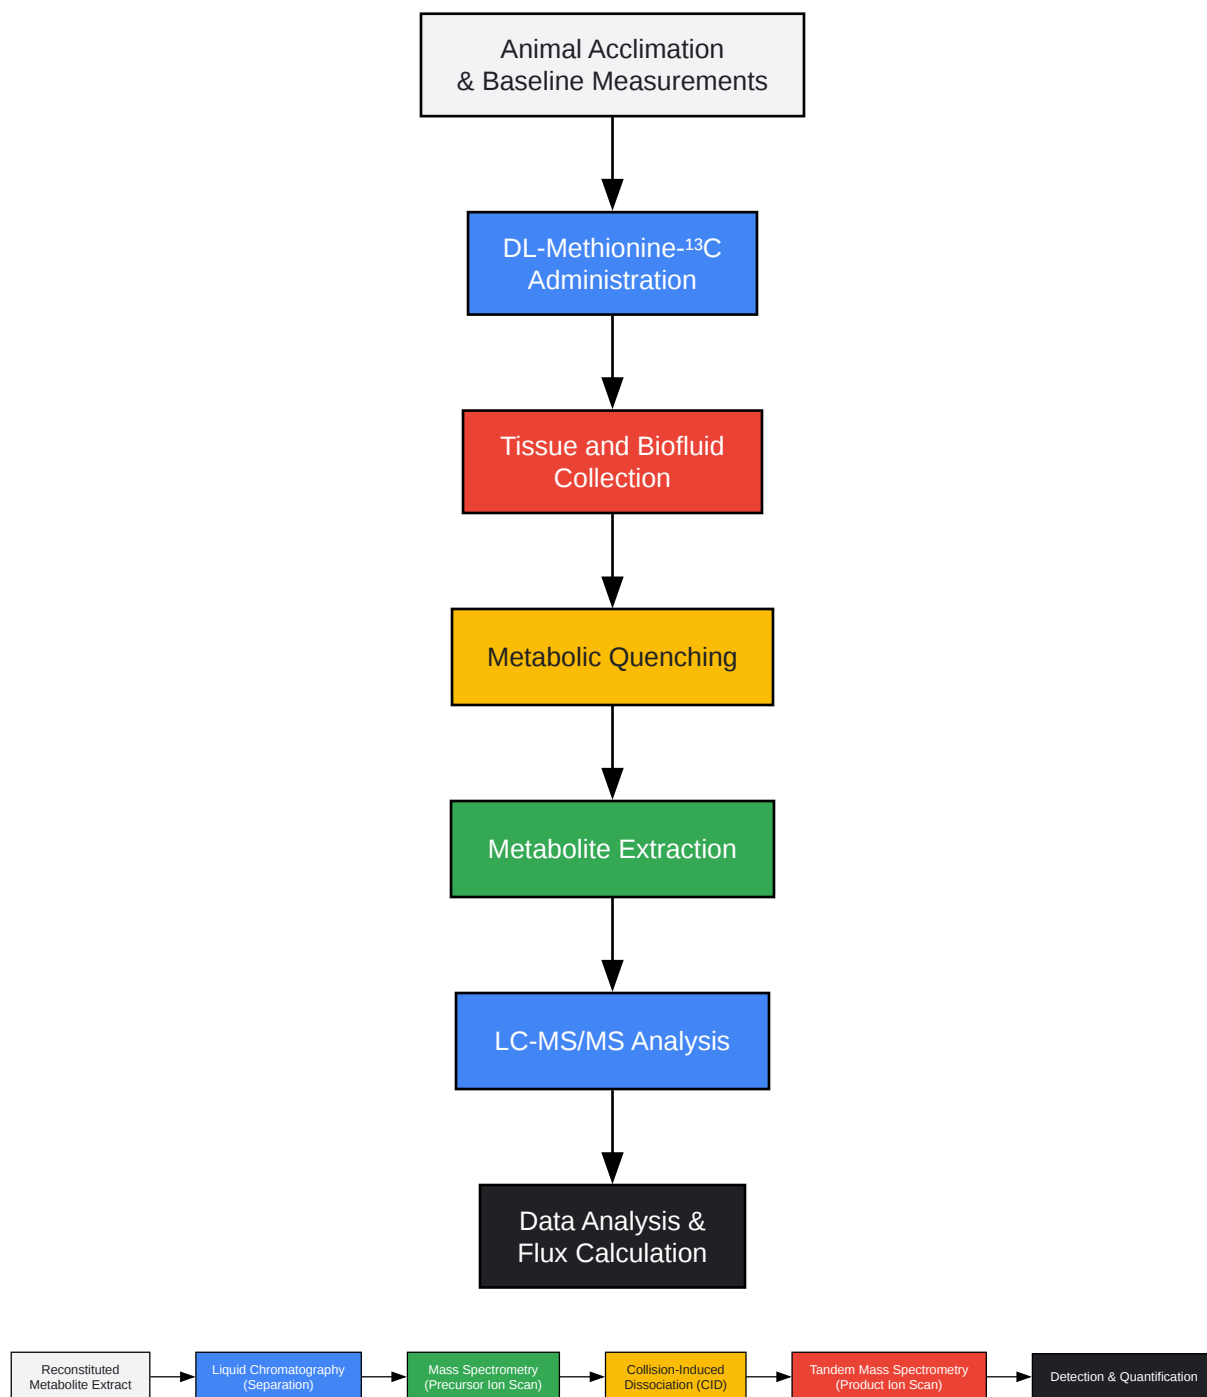 Animal Acclimation
& Baseline Measurements
DL-Methionine-¹³C
Administration
Tissue and Biofluid
Collection
Metabolic Quenching
Metabolite Extraction
LC-MS/MS Analysis
Data Analysis &
Flux Calculation
Reconstituted
Metabolite Extract
Liquid Chromatography
(Separation)
Mass Spectrometry
(Precursor Ion Scan)
Collision-Induced
Dissociation (CID)
Tandem Mass Spectrometry
(Product Ion Scan)
Detection & Quantification